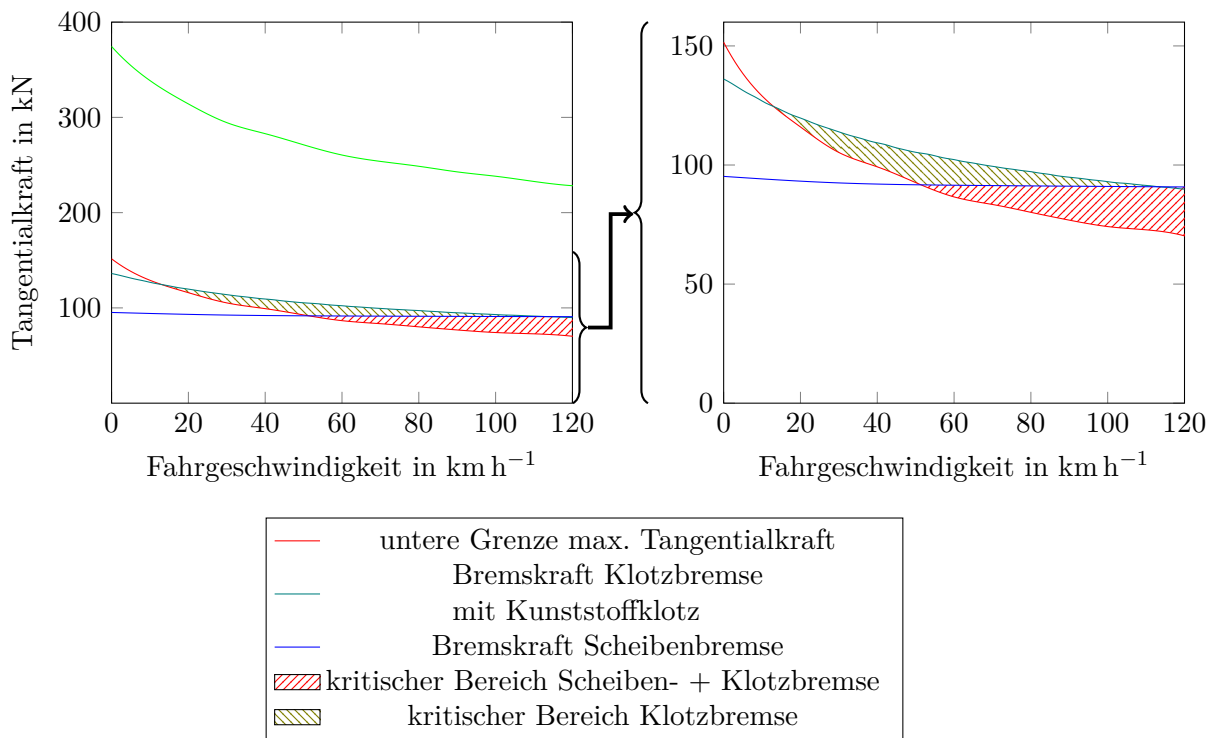 400
300
200
100
0
20
40
60
80
100
120
Tangentialkraft in kN
Fahrgeschwindigkeit in km h⁻¹
150
100
50
0
0
20
40
60
80
100
120
Fahrgeschwindigkeit in km h⁻¹
untere Grenze max. Tangentialkraft
Bremskraft Klotzbremse
mit Kunststoffklotz
Bremskraft Scheibenbremse
kritischer Bereich Scheiben- + Klotzbremse
kritischer Bereich Klotzbremse